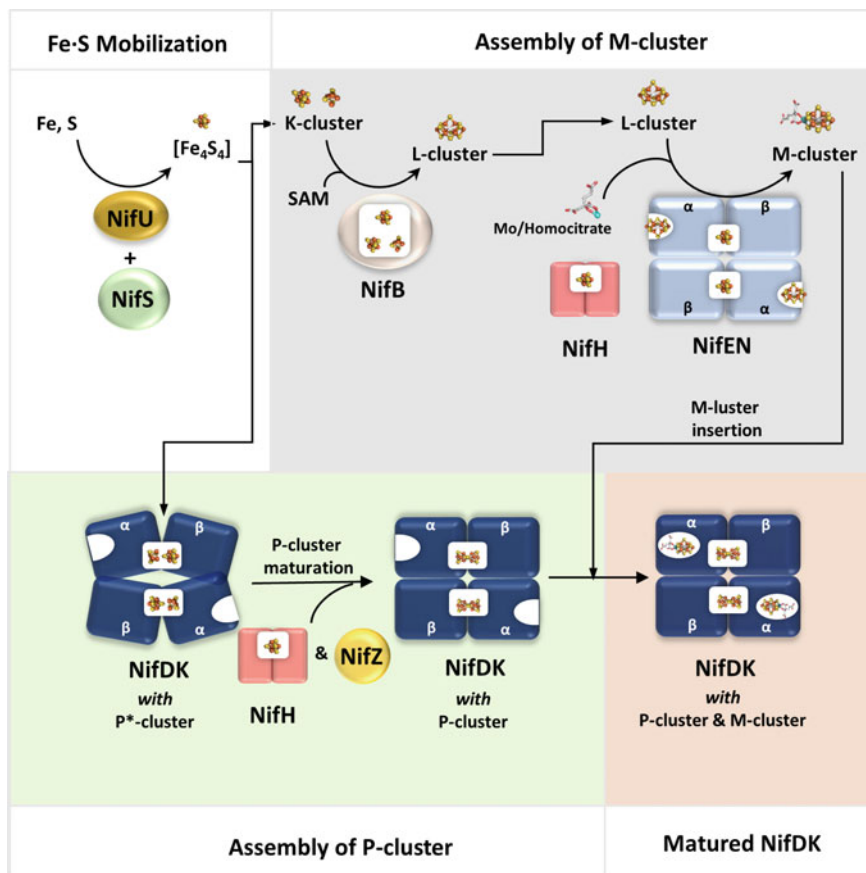 Fe·S Mobilization
Assembly of M-cluster
Fe, S
[Fe₄S₄]
NifU
+
NifS
K-cluster
SAM
L-cluster
NifB
L-cluster
Mo/Homocitrate
M-cluster
NifH
α
β
β
α
NifEN
M-luster
insertion
α
β
β
α
NifDK
with
P*-cluster
P-cluster
maturation
NifH
&
NifZ
α
β
β
α
NifDK
with
P-cluster
α
β
β
α
NifDK
with
P-cluster & M-cluster
Assembly of P-cluster
Matured NifDK